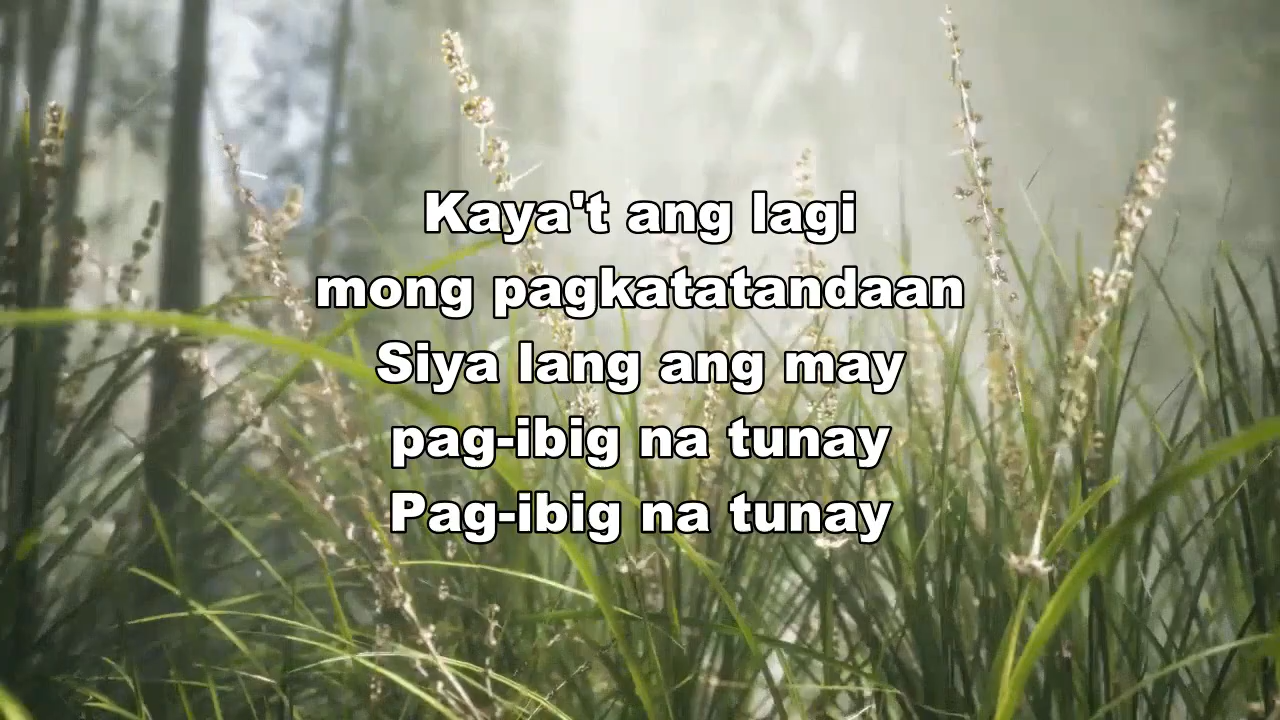 Kaya't ang lagi
mong pagkatatandaan
Siya lang ang may
pag-ibig na tunay
Pag-ibig na tunay